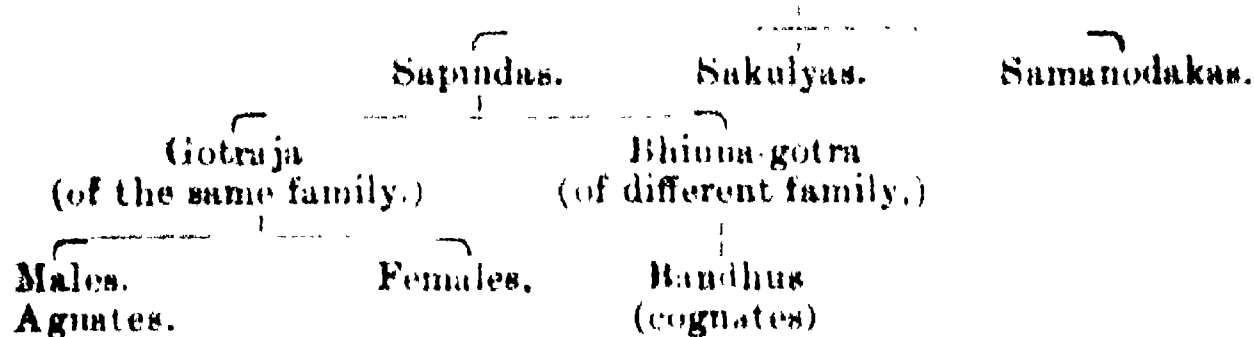 Sapindas. Sakulyas. Samanodakas.
Gotraja Bhinna-gotra
(of the same family.) (of different family.)
Males. Females. Bandhus
Agnates. (cognates)